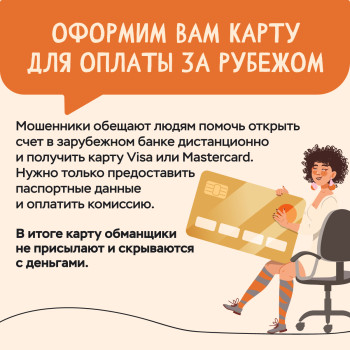 ОФОРМИМ ВАМ КАРТУ
ДЛЯ ОПЛАТЫ ЗА РУБЕЖОМ
Мошенники обещают людям помочь открыть
счет в зарубежном банке дистанционно
и получить карту Visa или Mastercard.
Нужно только предоставить
паспортные данные
и оплатить комиссию.
В итоге карту обманщики
не присылают и скрываются
с деньгами.